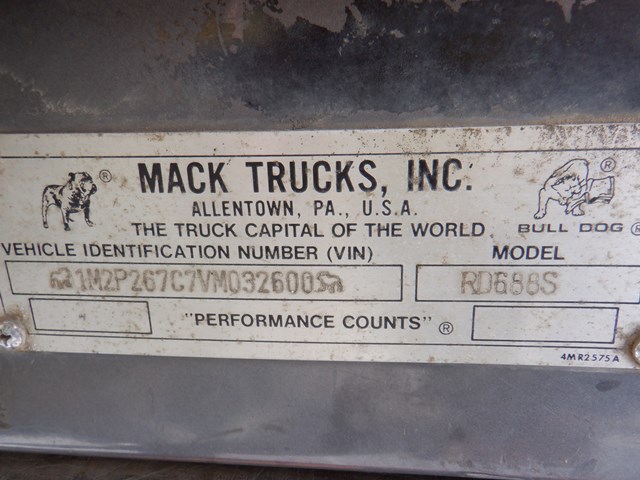 ® MACK TRUCKS, INC. ®
ALLENTOWN, PA., U.S.A.
THE TRUCK CAPITAL OF THE WORLD BULL DOG ®
VEHICLE IDENTIFICATION NUMBER (VIN) MODEL
1M2P267C7VM032600 RD688S
"PERFORMANCE COUNTS" ®
4MR2575A